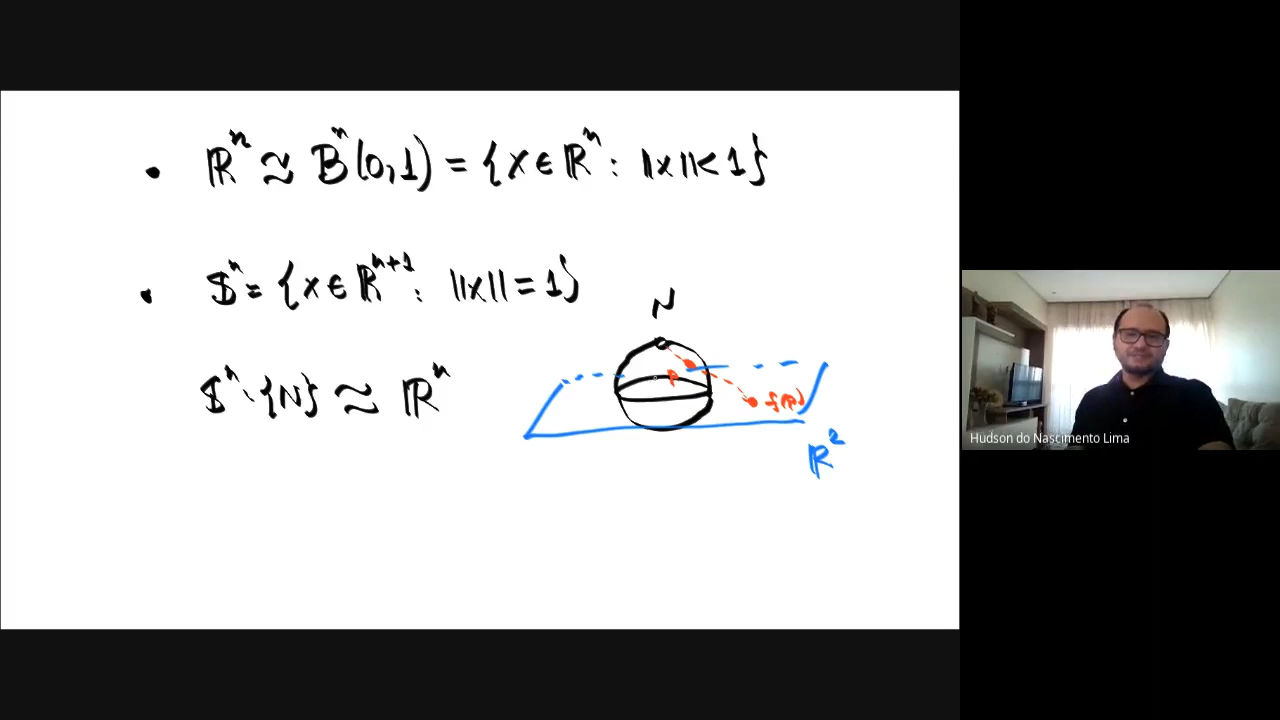 • ℝⁿ ≈ Bⁿ(0,1) = {x ∈ ℝⁿ : ||x|| < 1}
• 𝕊ⁿ = {x ∈ ℝⁿ⁺¹ : ||x|| = 1}
N
𝕊ⁿ \ {N} ≈ ℝⁿ
P
f(P)
ℝ²
Hudson do Nascimento Lima